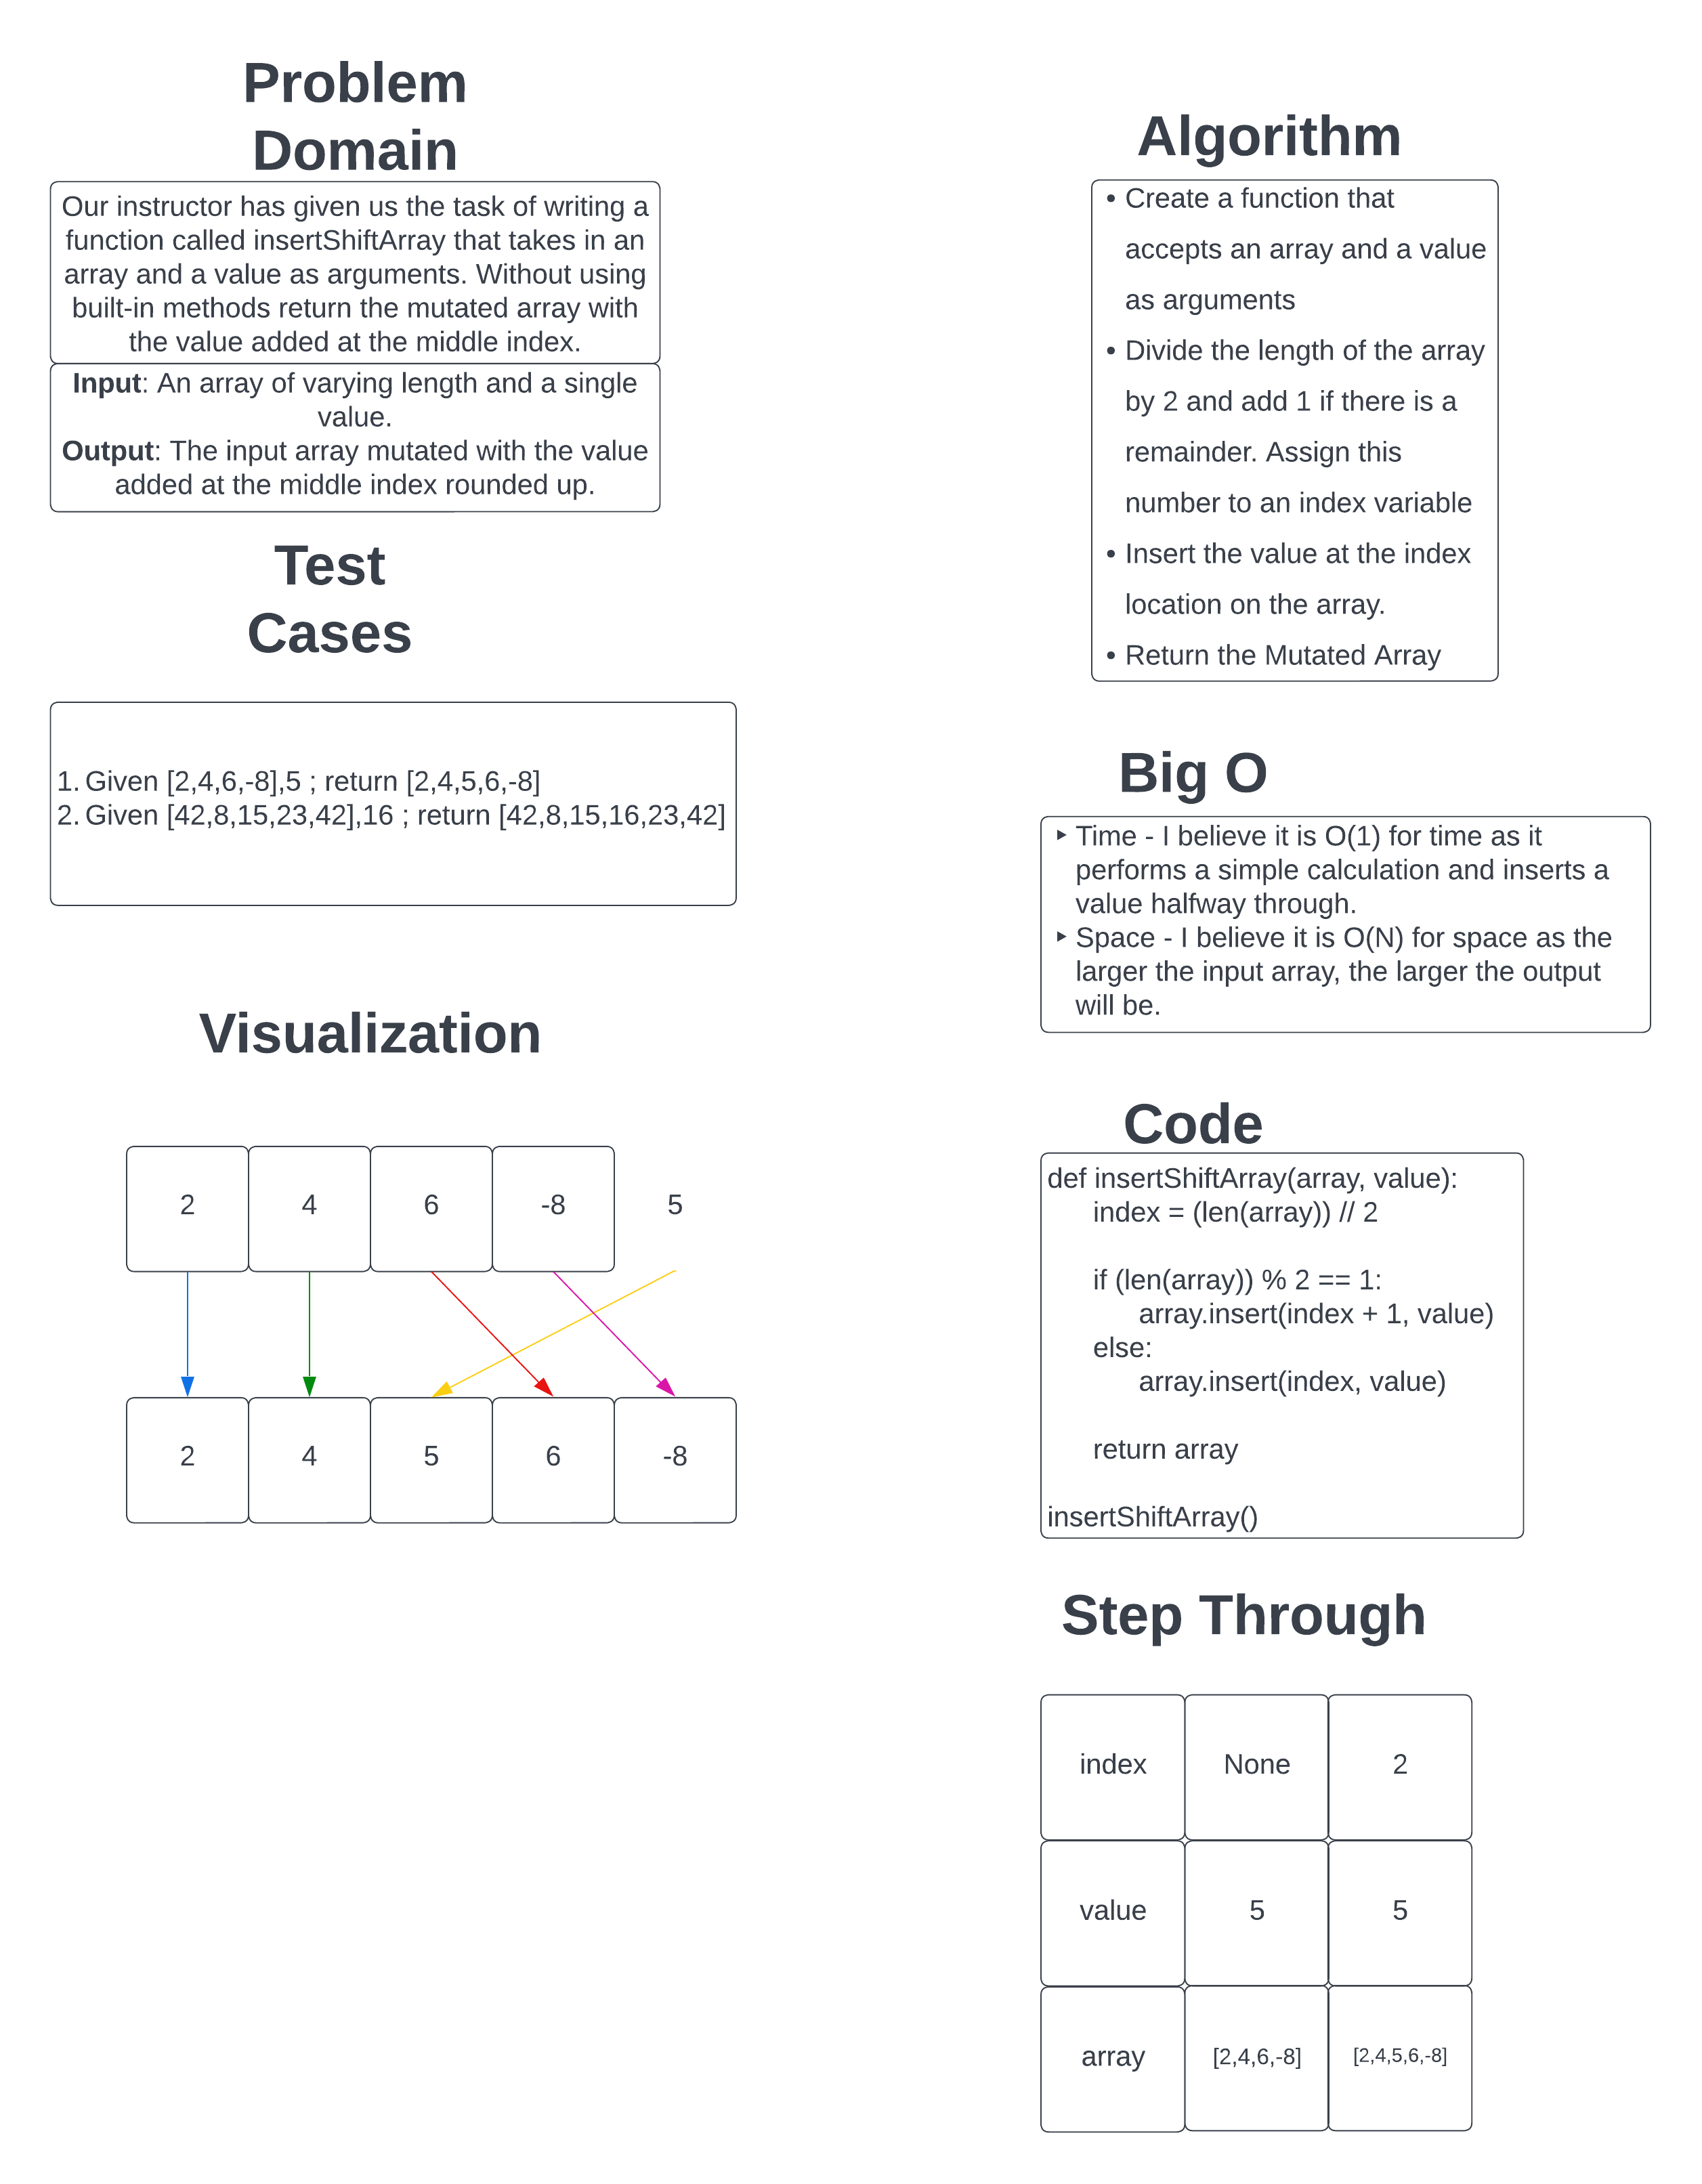 Problem
Domain
Our instructor has given us the task of writing a
function called insertShiftArray that takes in an
array and a value as arguments. Without using
built-in methods return the mutated array with
the value added at the middle index.
Input: An array of varying length and a single
value.
Output: The input array mutated with the value
added at the middle index rounded up.
Test
Cases
1. Given [2,4,6,-8],5 ; return [2,4,5,6,-8]
2. Given [42,8,15,23,42],16 ; return [42,8,15,16,23,42]
Visualization
2 4 6 -8 5
2 4 5 6 -8
Algorithm
• Create a function that
accepts an array and a value
as arguments
• Divide the length of the array
by 2 and add 1 if there is a
remainder. Assign this
number to an index variable
• Insert the value at the index
location on the array.
• Return the Mutated Array
Big O
‣ Time - I believe it is O(1) for time as it
performs a simple calculation and inserts a
value halfway through.
‣ Space - I believe it is O(N) for space as the
larger the input array, the larger the output
will be.
Code
def insertShiftArray(array, value):
index = (len(array)) // 2
if (len(array)) % 2 == 1:
array.insert(index + 1, value)
else:
array.insert(index, value)
return array
insertShiftArray()
Step Through
index None 2
value 5 5
array [2,4,6,-8] [2,4,5,6,-8]